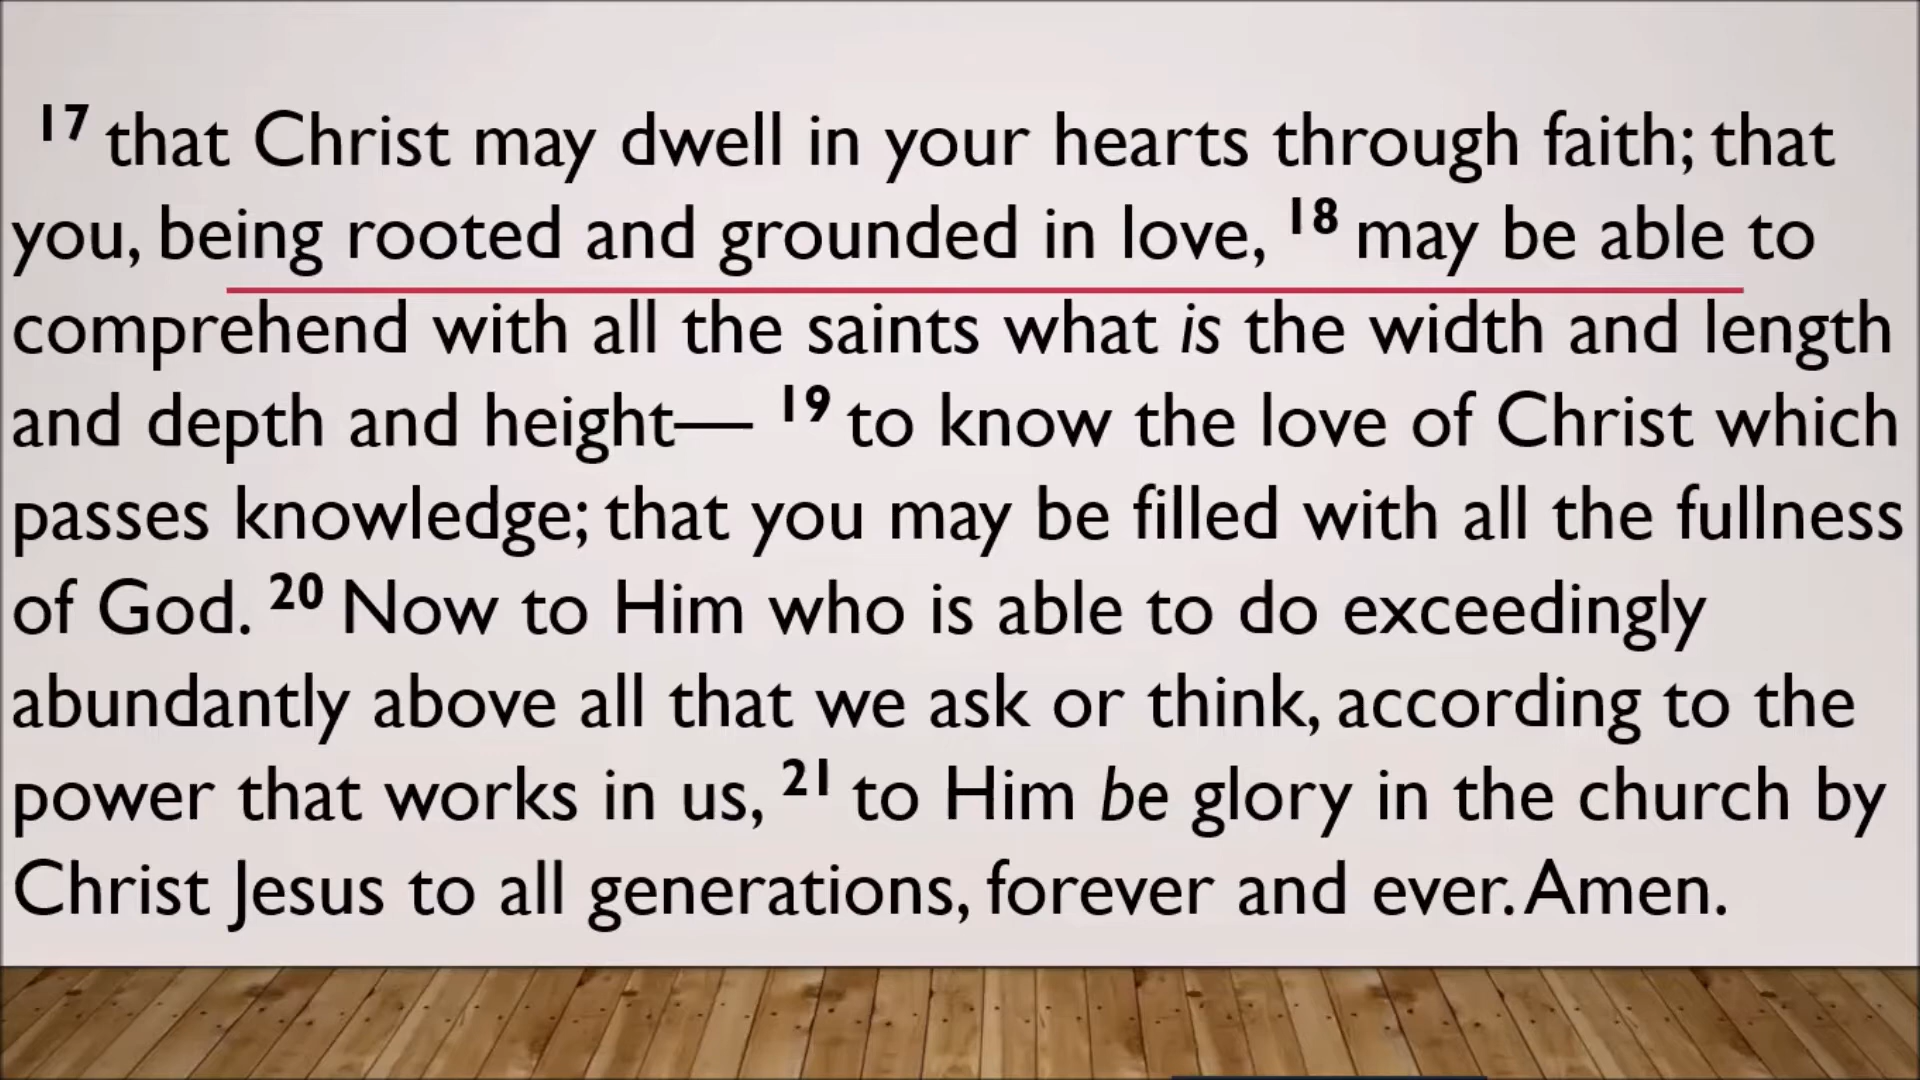 17 that Christ may dwell in your hearts through faith; that
you, being rooted and grounded in love, 18 may be able to
comprehend with all the saints what is the width and length
and depth and height— 19 to know the love of Christ which
passes knowledge; that you may be filled with all the fullness
of God. 20 Now to Him who is able to do exceedingly
abundantly above all that we ask or think, according to the
power that works in us, 21 to Him be glory in the church by
Christ Jesus to all generations, forever and ever. Amen.